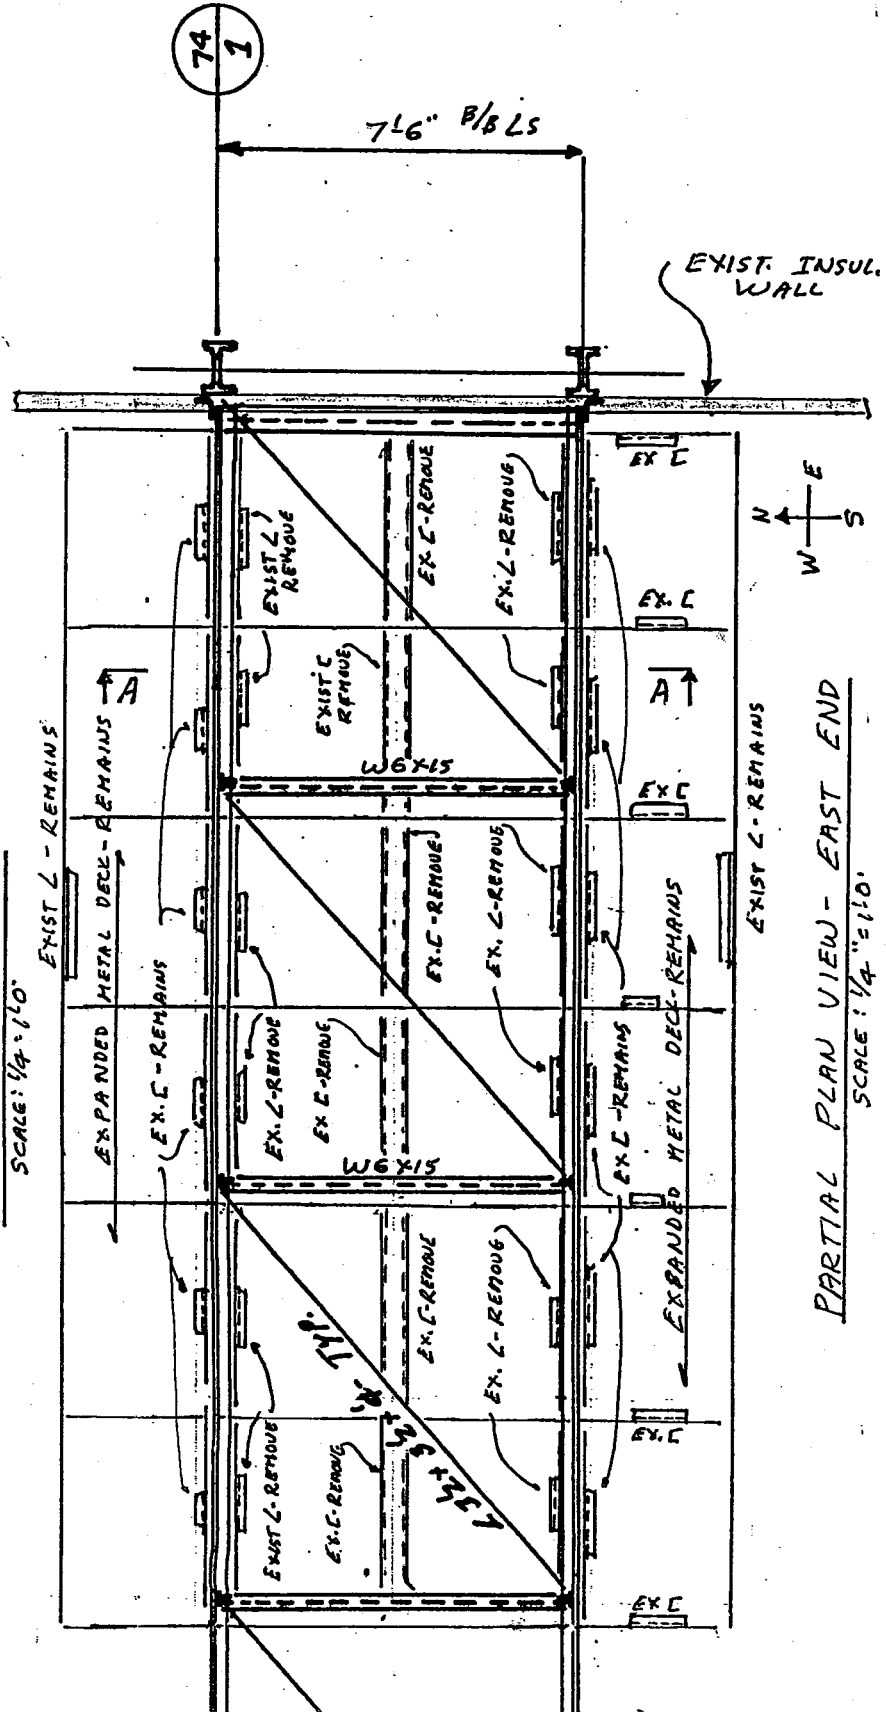 74
1
7'-6" B/B LS
EXIST. INSUL.
WALL
EX C
N
E
S
W
EX. C-REMOVE
EX. L-REMOVE
EXIST L,
REMOVE
EX. C
EXIST C
REMOVE
A
A
W6X15
EX C
EXIST L - REMAINS
EXPANDED METAL DECK-REMAINS
EXIST L-REMAINS
PARTIAL PLAN VIEW - EAST END
SCALE: 1/4"=1'-0"
EX. C-REMOVE
EX. L-REMOVE
EX. C-REMAINS
SCALE: 1/4=1'-0"
EX. L-REMOVE
EX C-REMOVE
EX C-REMAINS
EXPANDED METAL DECK-REMAINS
W6X15
EX. C-REMOVE
EX. L-REMOVE
TYP.
EXIST L-REMOVE
EX. C-REMOVE
EX. C
EX C